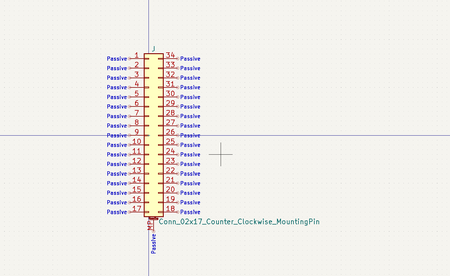 J
Passive 1 34 Passive
Passive 2 33 Passive
Passive 3 32 Passive
Passive 4 31 Passive
Passive 5 30 Passive
Passive 6 29 Passive
Passive 7 28 Passive
Passive 8 27 Passive
Passive 9 26 Passive
Passive 10 25 Passive
Passive 11 24 Passive
Passive 12 23 Passive
Passive 13 22 Passive
Passive 14 21 Passive
Passive 15 20 Passive
Passive 16 19 Passive
Passive 17 18 Passive
MP Conn_02x17_Counter_Clockwise_MountingPin
Passive